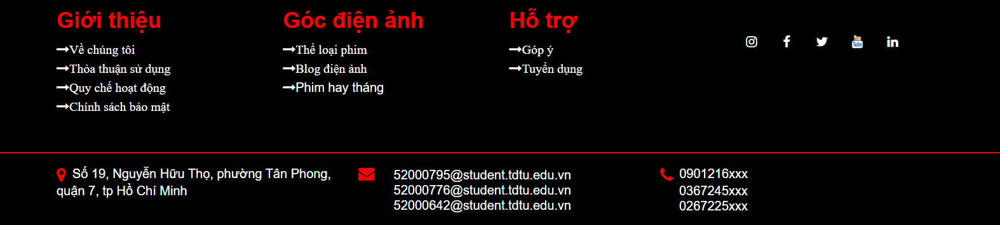 Giới thiệu
Về chúng tôi
Thỏa thuận sử dụng
Quy chế hoạt động
Chính sách bảo mật
Góc điện ảnh
Thể loại phim
Blog điện ảnh
Phim hay tháng
Hỗ trợ
Góp ý
Tuyển dụng
You
Tube
Số 19, Nguyễn Hữu Thọ, phường Tân Phong,
quận 7, tp Hồ Chí Minh
52000795@student.tdtu.edu.vn
52000776@student.tdtu.edu.vn
52000642@student.tdtu.edu.vn
0901216xxx
0367245xxx
0267225xxx